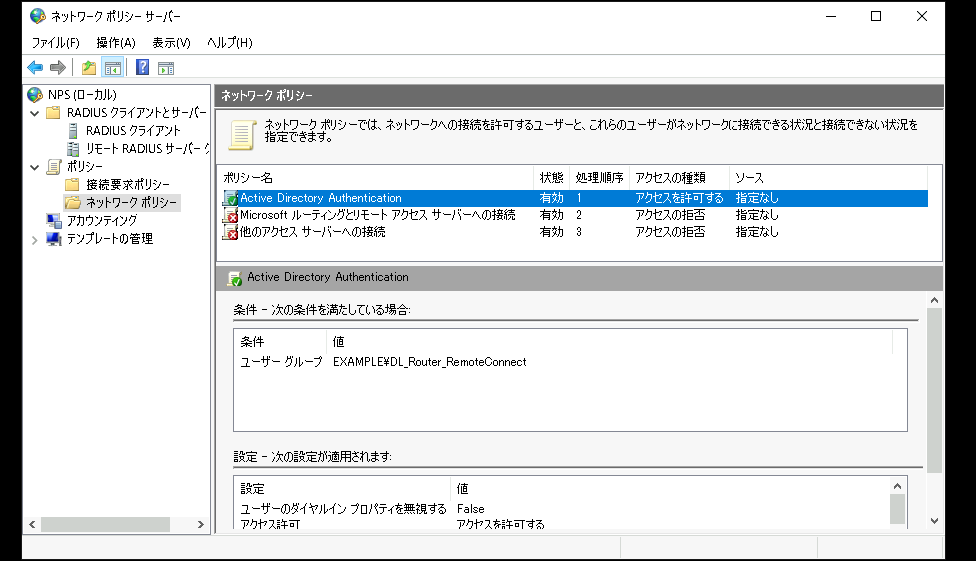 ネットワーク ポリシー サーバー
ファイル(F) 操作(A) 表示(V) ヘルプ(H)
NPS (ローカル)
RADIUS クライアントとサーバー
RADIUS クライアント
リモート RADIUS サーバー
ポリシー
接続要求ポリシー
ネットワーク ポリシー
アカウンティング
テンプレートの管理
ネットワーク ポリシー
ネットワーク ポリシーでは、ネットワークへの接続を許可するユーザーと、これらのユーザーがネットワークに接続できる状況と接続できない状況を
指定できます。
ポリシー名 状態 処理順序 アクセスの種類 ソース
Active Directory Authentication 有効 1 アクセスを許可する 指定なし
Microsoft ルーティングとリモート アクセス サーバーへの接続 有効 2 アクセスの拒否 指定なし
他のアクセス サーバーへの接続 有効 3 アクセスの拒否 指定なし
Active Directory Authentication
条件 - 次の条件を満たしている場合:
条件 値
ユーザー グループ EXAMPLE¥DL_Router_RemoteConnect
設定 - 次の設定が適用されます:
設定 値
ユーザーのダイヤルイン プロパティを無視する False
アクセス許可 アクセスを許可する